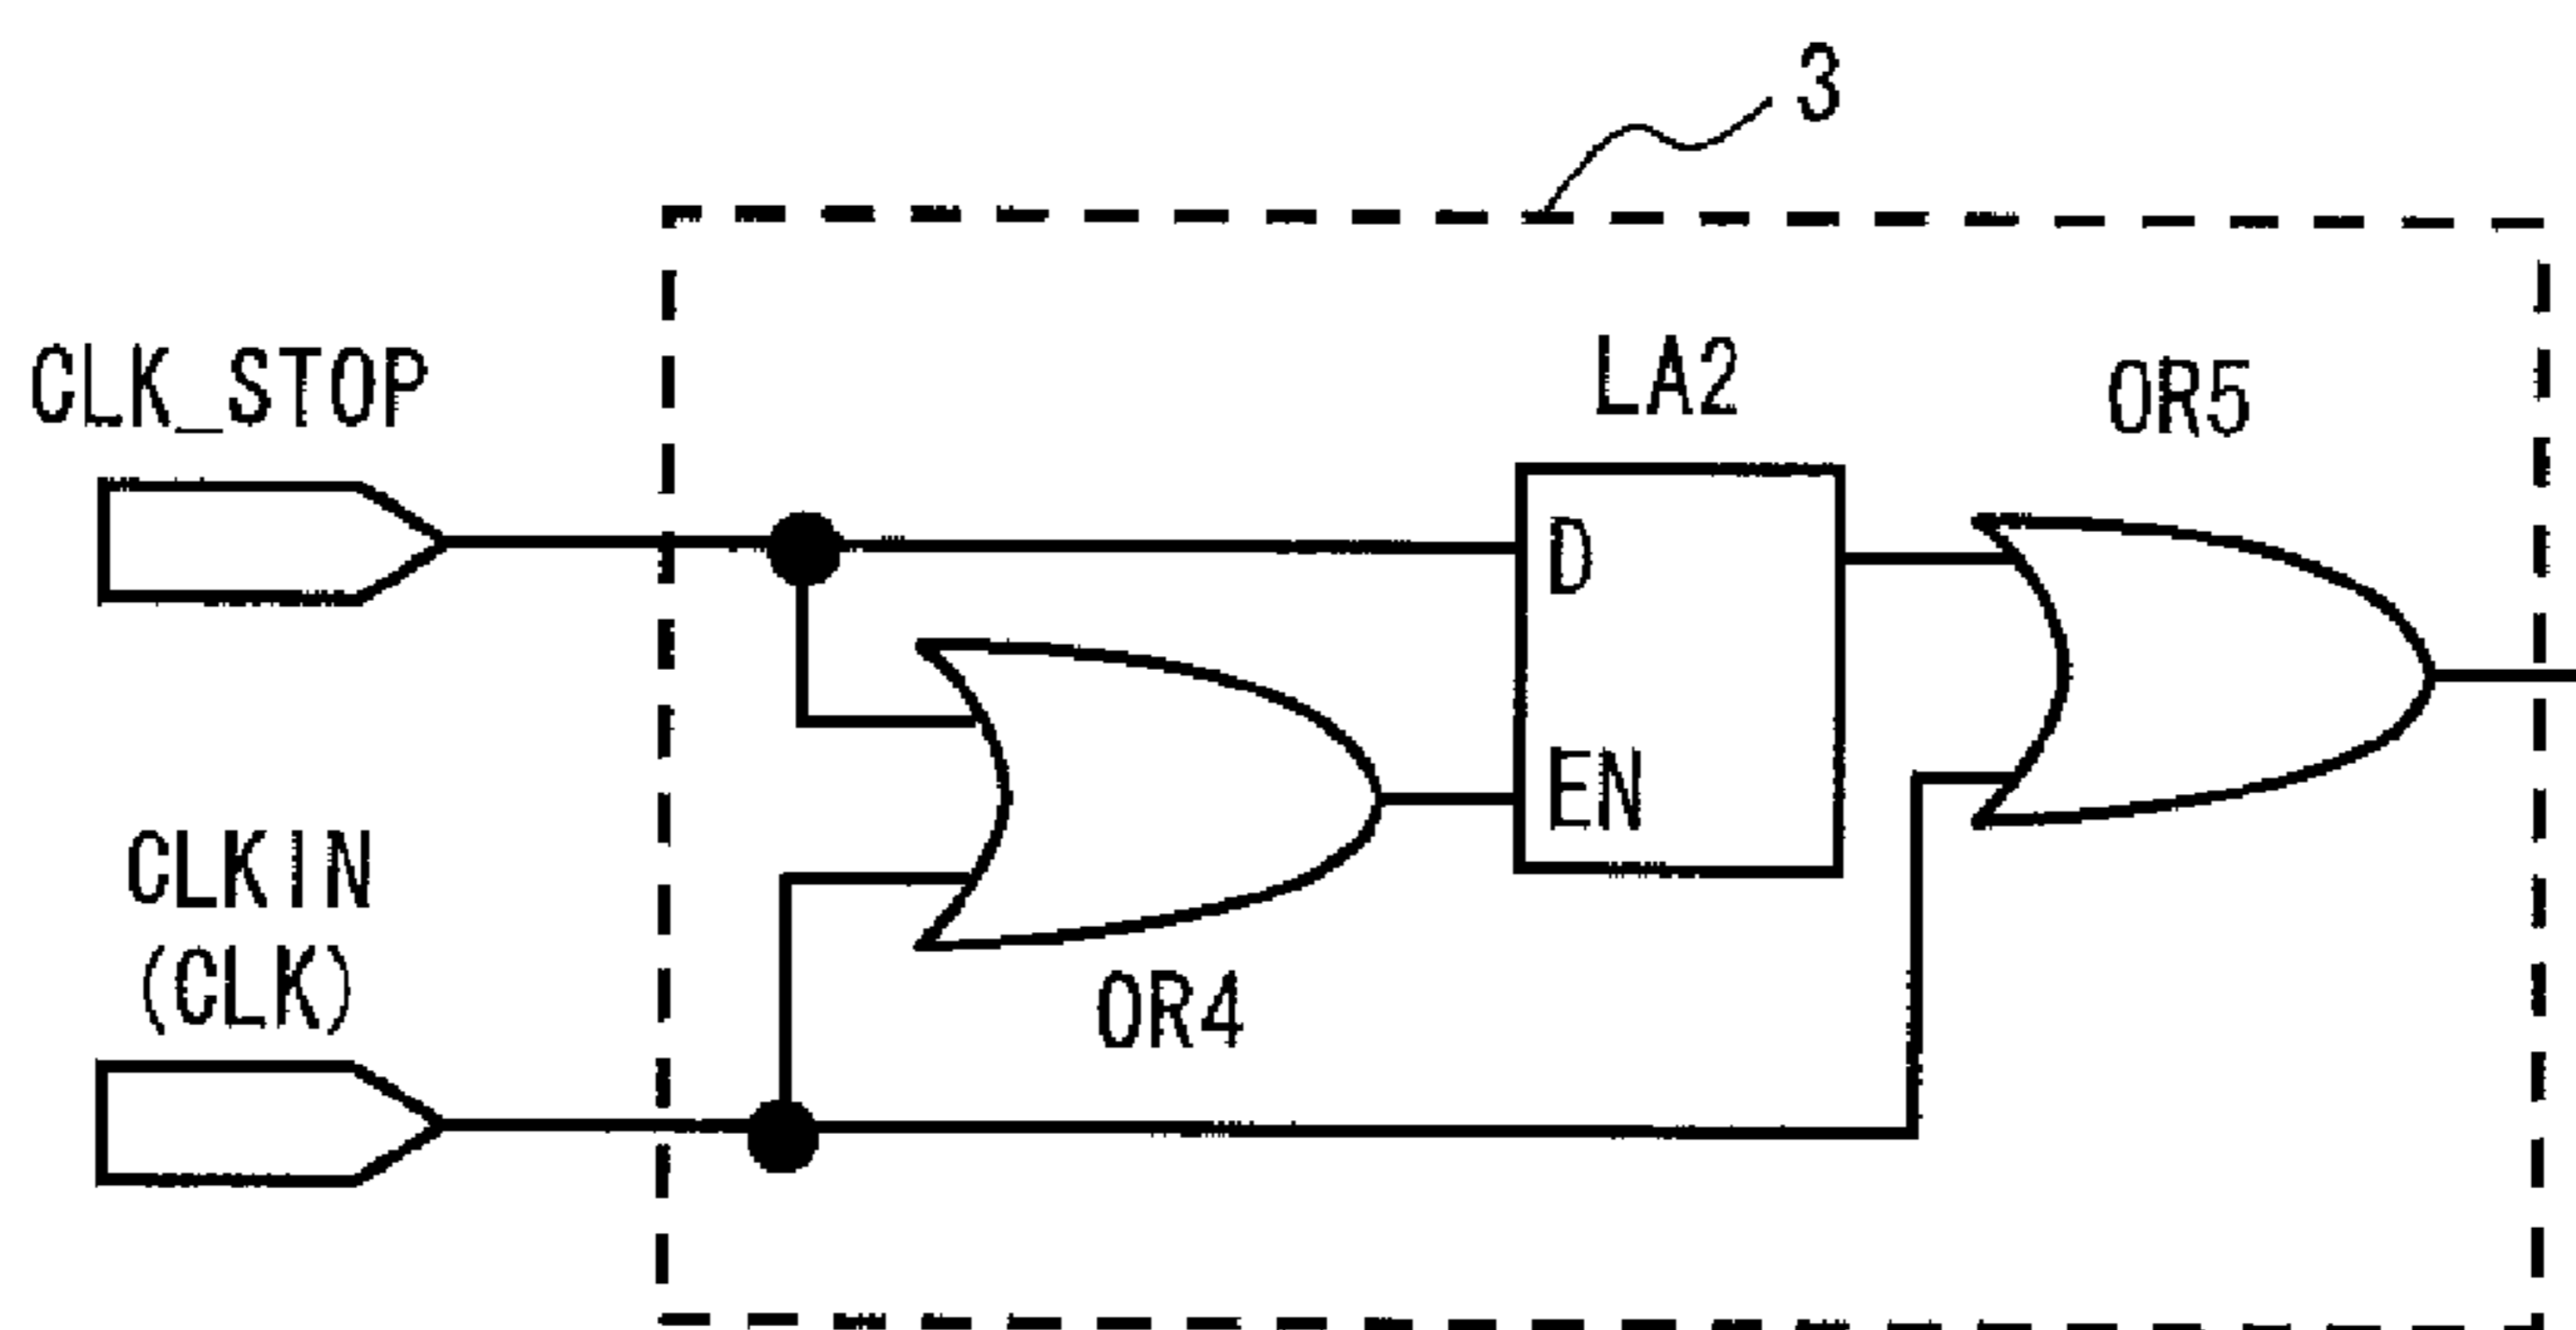 3
CLK_STOP
LA2
OR5
D
EN
CLKIN
(CLK)
OR4